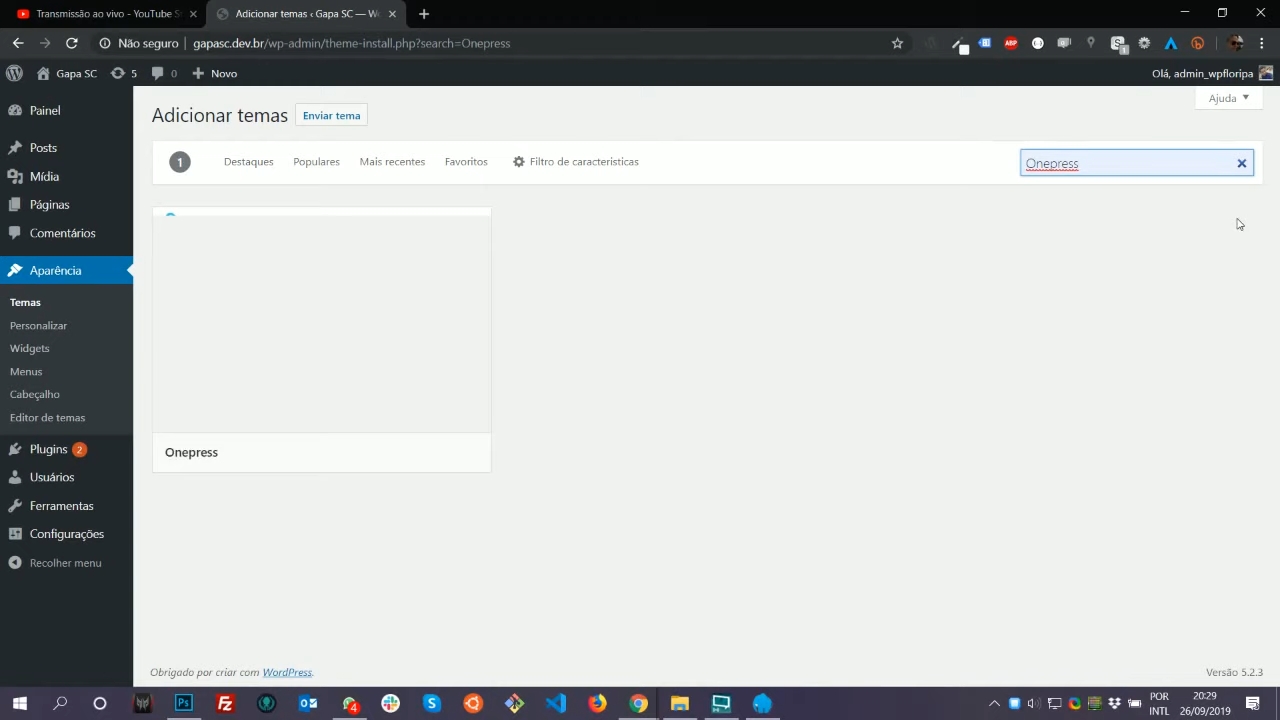 Transmissão ao vivo - YouTube S
Adicionar temas ‹ Gapa SC — W
Não seguro
gapasc.dev.br/wp-admin/theme-install.php?search=Onepress
ABP
1
Gapa SC
5
0
Novo
Olá, admin_wpfloripa
Painel
Posts
Mídia
Páginas
Comentários
Aparência
Temas
Personalizar
Widgets
Menus
Cabeçalho
Editor de temas
Plugins
2
Usuários
Ferramentas
Configurações
Recolher menu
Adicionar temas
Enviar tema
Ajuda
1
Destaques
Populares
Mais recentes
Favoritos
Filtro de características
Onepress
Onepress
Obrigado por criar com WordPress.
Versão 5.2.3
Ps
4
POR
INTL
20:29
26/09/2019